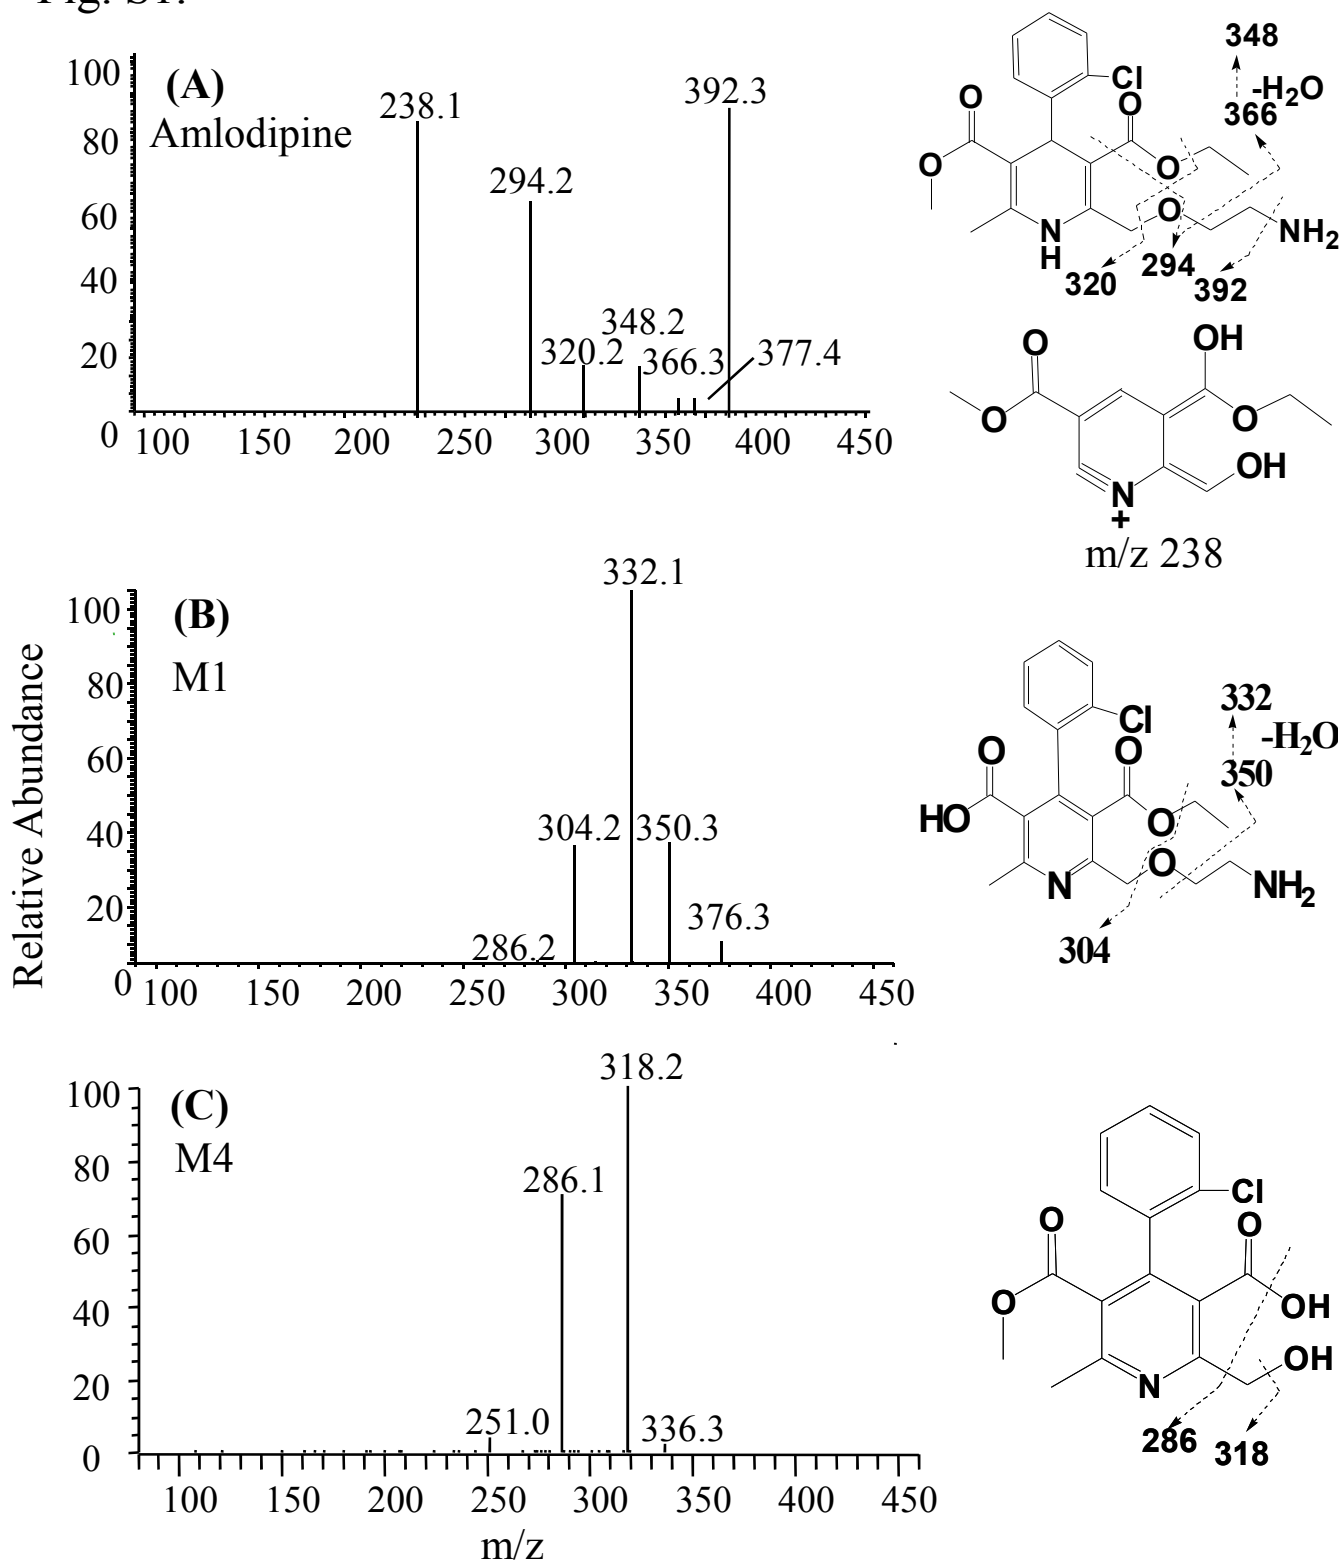 Fig. S1.
(A)
Amlodipine
100
80
60
40
20
0
238.1
294.2
320.2
348.2
366.3
377.4
392.3
100 150 200 250 300 350 400 450
O
O
Cl
O
O
O
N
H
NH2
348
-H2O
366
320
294
392
O
O
OH
O
OH
N
+
m/z 238
Relative Abundance
(B)
M1
100
80
60
40
20
0
332.1
304.2
350.3
376.3
286.2
100 150 200 250 300 350 400 450
O
HO
Cl
O
O
O
N
NH2
332
-H2O
350
304
(C)
M4
100
80
60
40
20
0
318.2
286.1
251.0
336.3
100 150 200 250 300 350 400 450
m/z
O
O
Cl
O
OH
OH
N
286
318